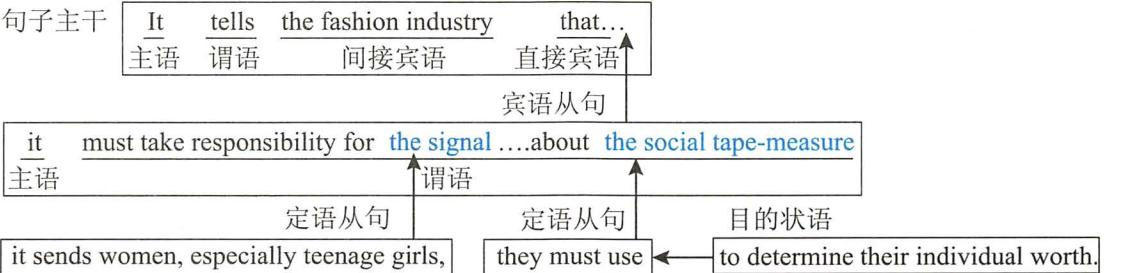 句子主干 It tells the fashion industry that…
主语 谓语 间接宾语 直接宾语
宾语从句
it must take responsibility for the signal ….about the social tape-measure
主语 谓语
定语从句 定语从句 目的状语
it sends women, especially teenage girls, they must use to determine their individual worth.